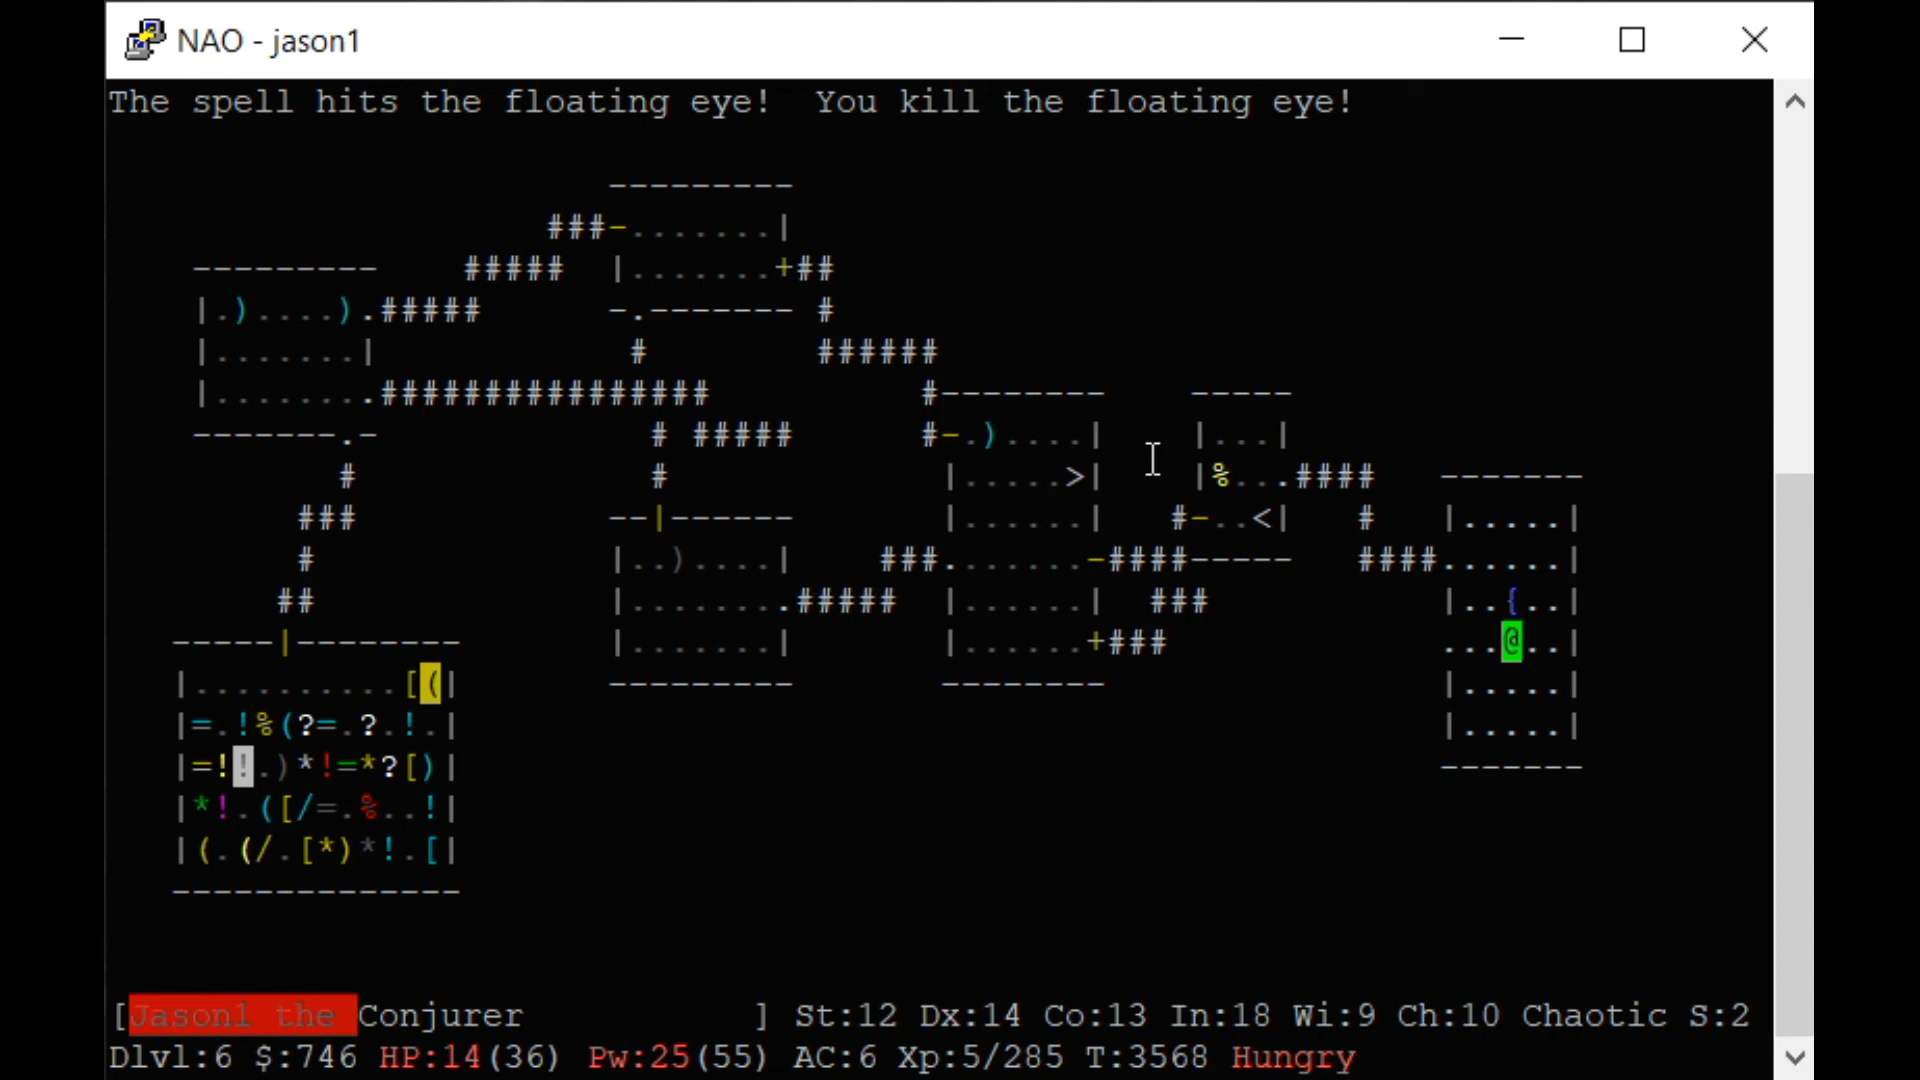 NAO - jason1
The spell hits the floating eye!  You kill the floating eye!
---------
###-.......|
---------    #####  |.......+##
|.)....).#####      -.-------  #
|.......|            #        ######
|........################          #--------    -----
-------.-             #  #####      #-.)....|    |...|
#              #              |.....>|    |%...####    -------
###          --|------       |......|   #-..<|   #   |.....|
#            |..)....|    ###........-####-----   ####......|
##           |........#####  |......|  ###           |..{..|
-----|--------       |.......|       |......+###             ...@..|
|..........[(|       ---------       --------              |.....|
|=.!%(?=.?.!.|                                             |.....|
|=!!.)*!=*?[)|                                             -------
|*!.([/=.%..!|
|(.(/.[*)*!.[|
--------------
[Jason1 the Conjurer           ] St:12 Dx:14 Co:13 In:18 Wi:9 Ch:10 Chaotic S:2
Dlvl:6 $:746 HP:14(36) Pw:25(55) AC:6 Xp:5/285 T:3568 Hungry